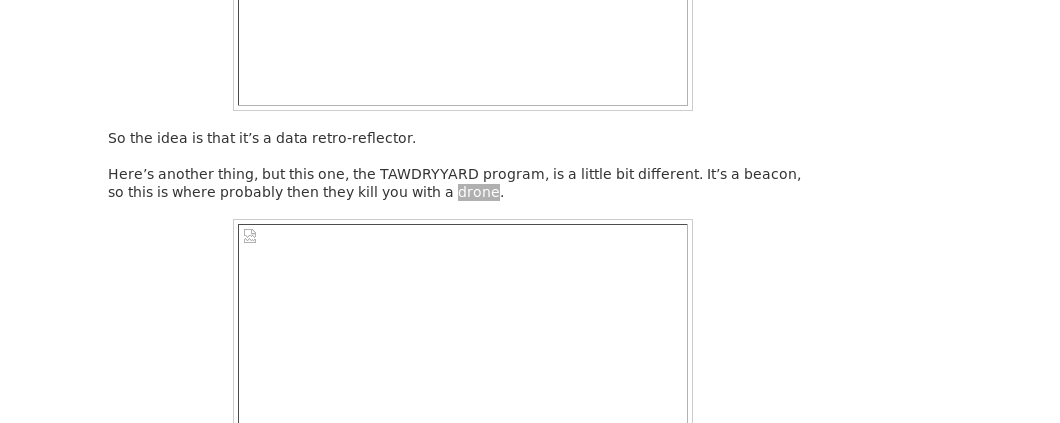 So the idea is that it’s a data retro-reflector.
Here’s another thing, but this one, the TAWDRYYARD program, is a little bit different. It’s a beacon,
so this is where probably then they kill you with a drone.